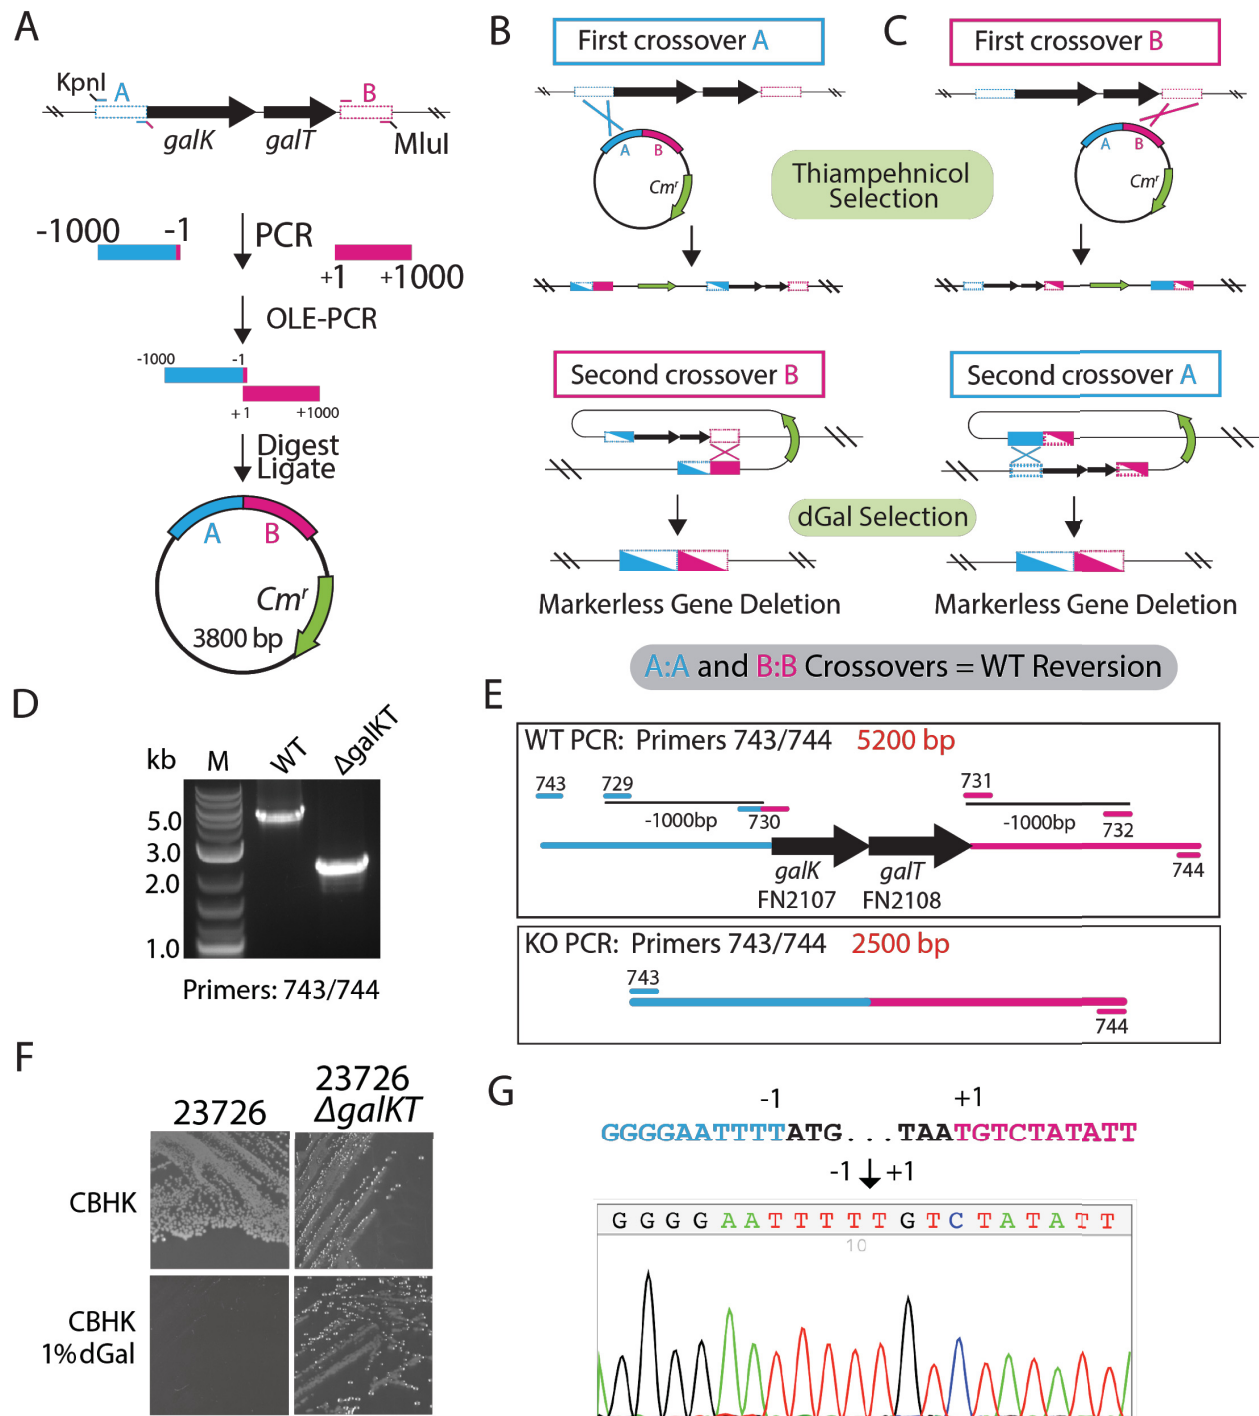 A
KpnI
A
B
galK
galT
MluI
-1000
-1
PCR
+1
+1000
OLE-PCR
-1000
-1
+1
+1000
Digest
Ligate
A
B
Cmr
3800 bp
B
First crossover A
A
B
Cmr
C
First crossover B
A
B
Cmr
Thiampehnicol
Selection
Second crossover B
Second crossover A
dGal Selection
Markerless Gene Deletion
Markerless Gene Deletion
A:A and B:B Crossovers = WT Reversion
D
kb
M
WT
ΔgalKT
5.0
3.0
2.0
1.0
Primers: 743/744
E
WT PCR: Primers 743/744 5200 bp
743
729
731
-1000bp
730
-1000bp
732
galK
galT
744
FN2107
FN2108
KO PCR: Primers 743/744 2500 bp
743
744
F
23726
23726
ΔgalKT
CBHK
CBHK
1% dGal
G
-1
+1
GGGGAATTTTATG...TAATGTCTATATT
-1
+1
G G G G A A T T T T T G T C T A T A T T
10